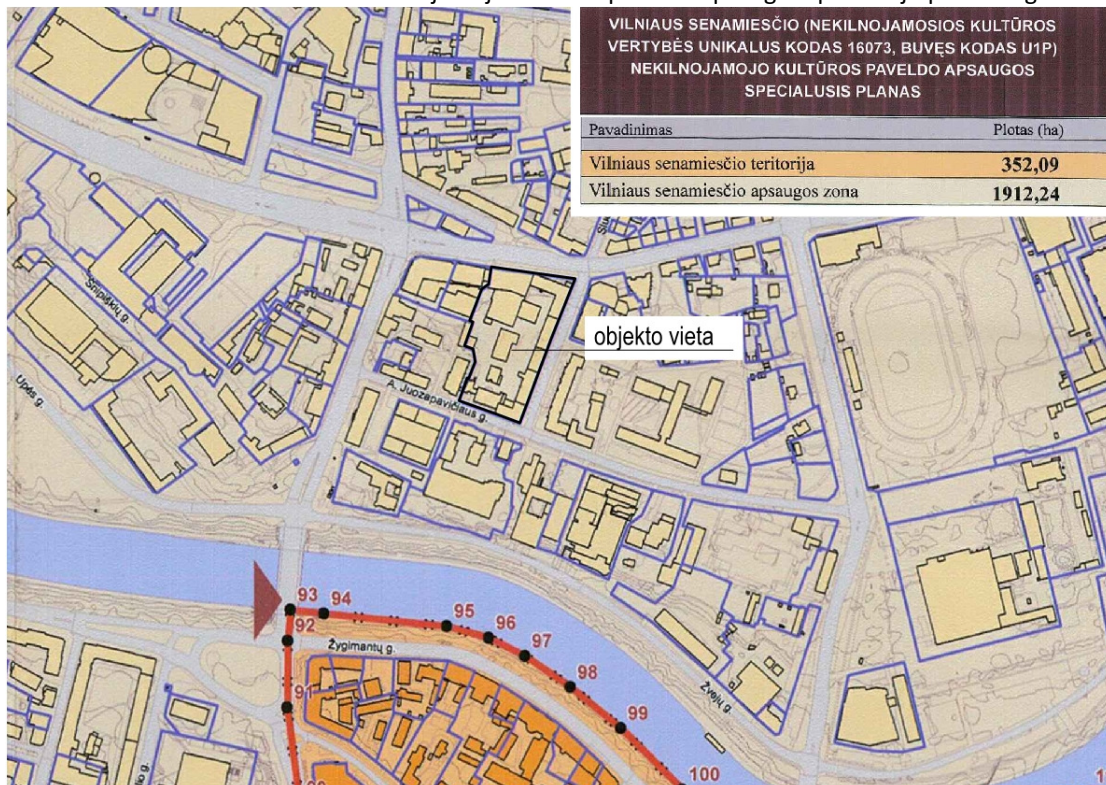 VILNIAUS SENAMIESČIO (NEKILNOJAMOSIOS KULTŪROS
VERTYBĖS UNIKALUS KODAS 16073, BUVĘS KODAS U1P)
NEKILNOJAMOJO KULTŪROS PAVELDO APSAUGOS
SPECIALUSIS PLANAS
Pavadinimas Plotas (ha)
Vilniaus senamiesčio teritorija 352,09
Vilniaus senamiesčio apsaugos zona 1912,24
Šnipiškių g.
objekto vieta
Upės g.
A. Juozapavičiaus g.
93
94
95
92
96
97
Žygimantų g.
98
Žvejų g.
91
99
100